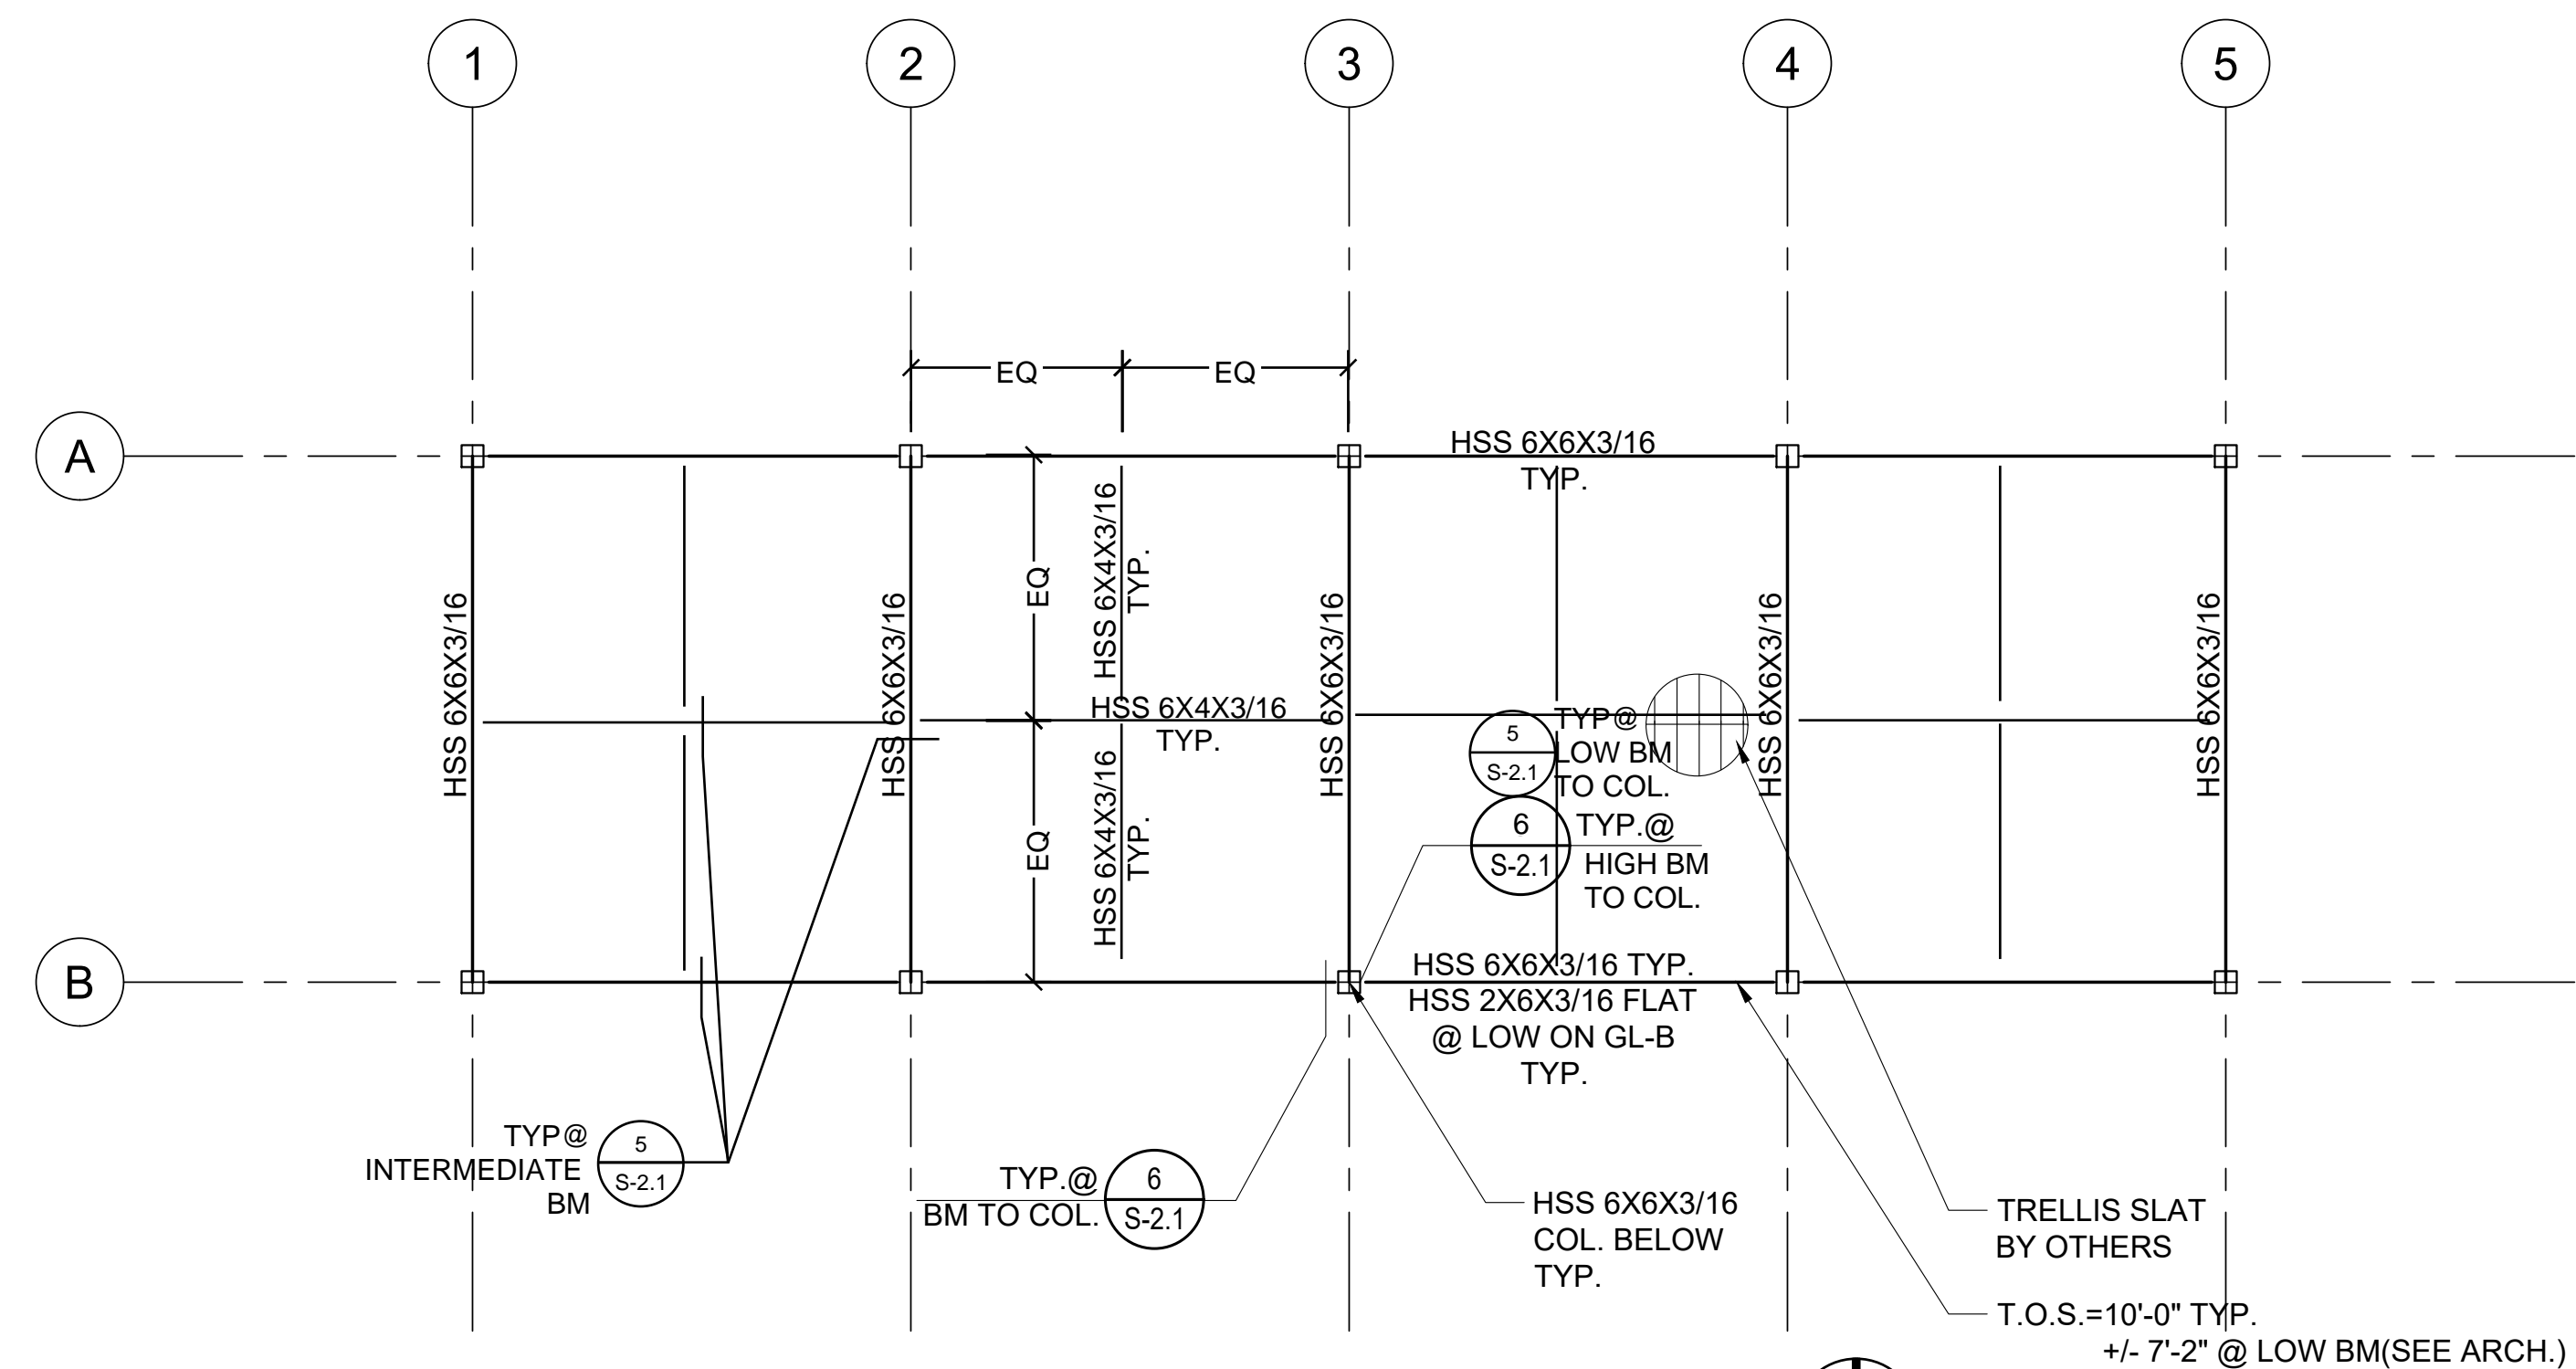 1
2
3
4
5
EQ
EQ
A
HSS 6X6X3/16
TYP.
HSS 6X4X3/16
TYP.
EQ
HSS 6X6X3/16
HSS 6X6X3/16
HSS 6X6X3/16
HSS 6X6X3/16
HSS 6X6X3/16
HSS 6X4X3/16
TYP.
5
S-2.1
TYP@
LOW BM
TO COL.
HSS 6X4X3/16
TYP.
EQ
6
S-2.1
TYP.@
HIGH BM
TO COL.
B
HSS 6X6X3/16 TYP.
HSS 2X6X3/16 FLAT
@ LOW ON GL-B
TYP.
TYP@
INTERMEDIATE
BM
5
S-2.1
TYP.@
BM TO COL.
6
S-2.1
HSS 6X6X3/16
COL. BELOW
TYP.
TRELLIS SLAT
BY OTHERS
T.O.S.=10'-0" TYP.
+/- 7'-2" @ LOW BM(SEE ARCH.)